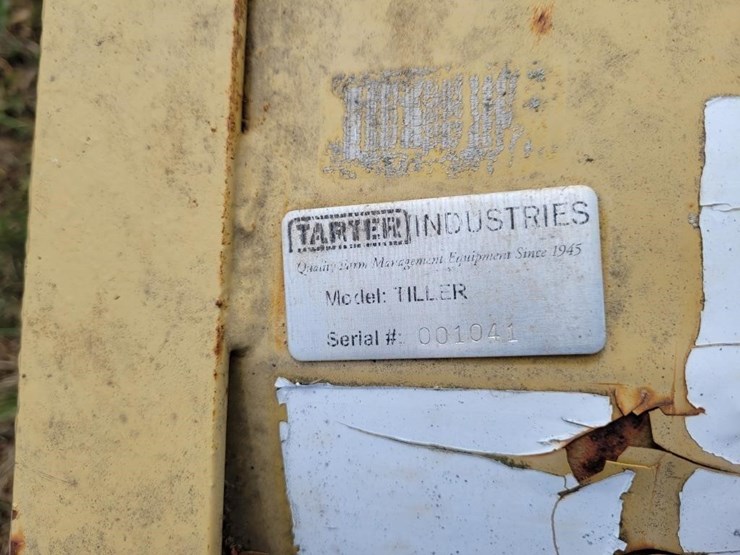 TARTER INDUSTRIES
Quality Farm Management Equipment Since 1945
Model: TILLER
Serial #: 001041